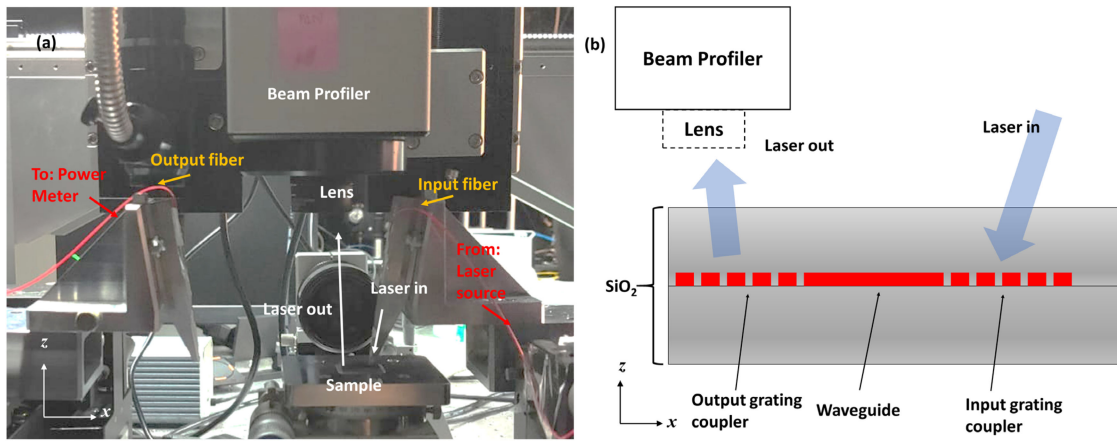 (a)
Beam Profiler
Output fiber
To: Power
Meter
Lens
Input fiber
From:
Laser
source
Laser in
Laser out
Sample
z
x
(b)
Beam Profiler
Lens
Laser out
Laser in
SiO₂
Output grating
coupler
Waveguide
Input grating
coupler
z
x